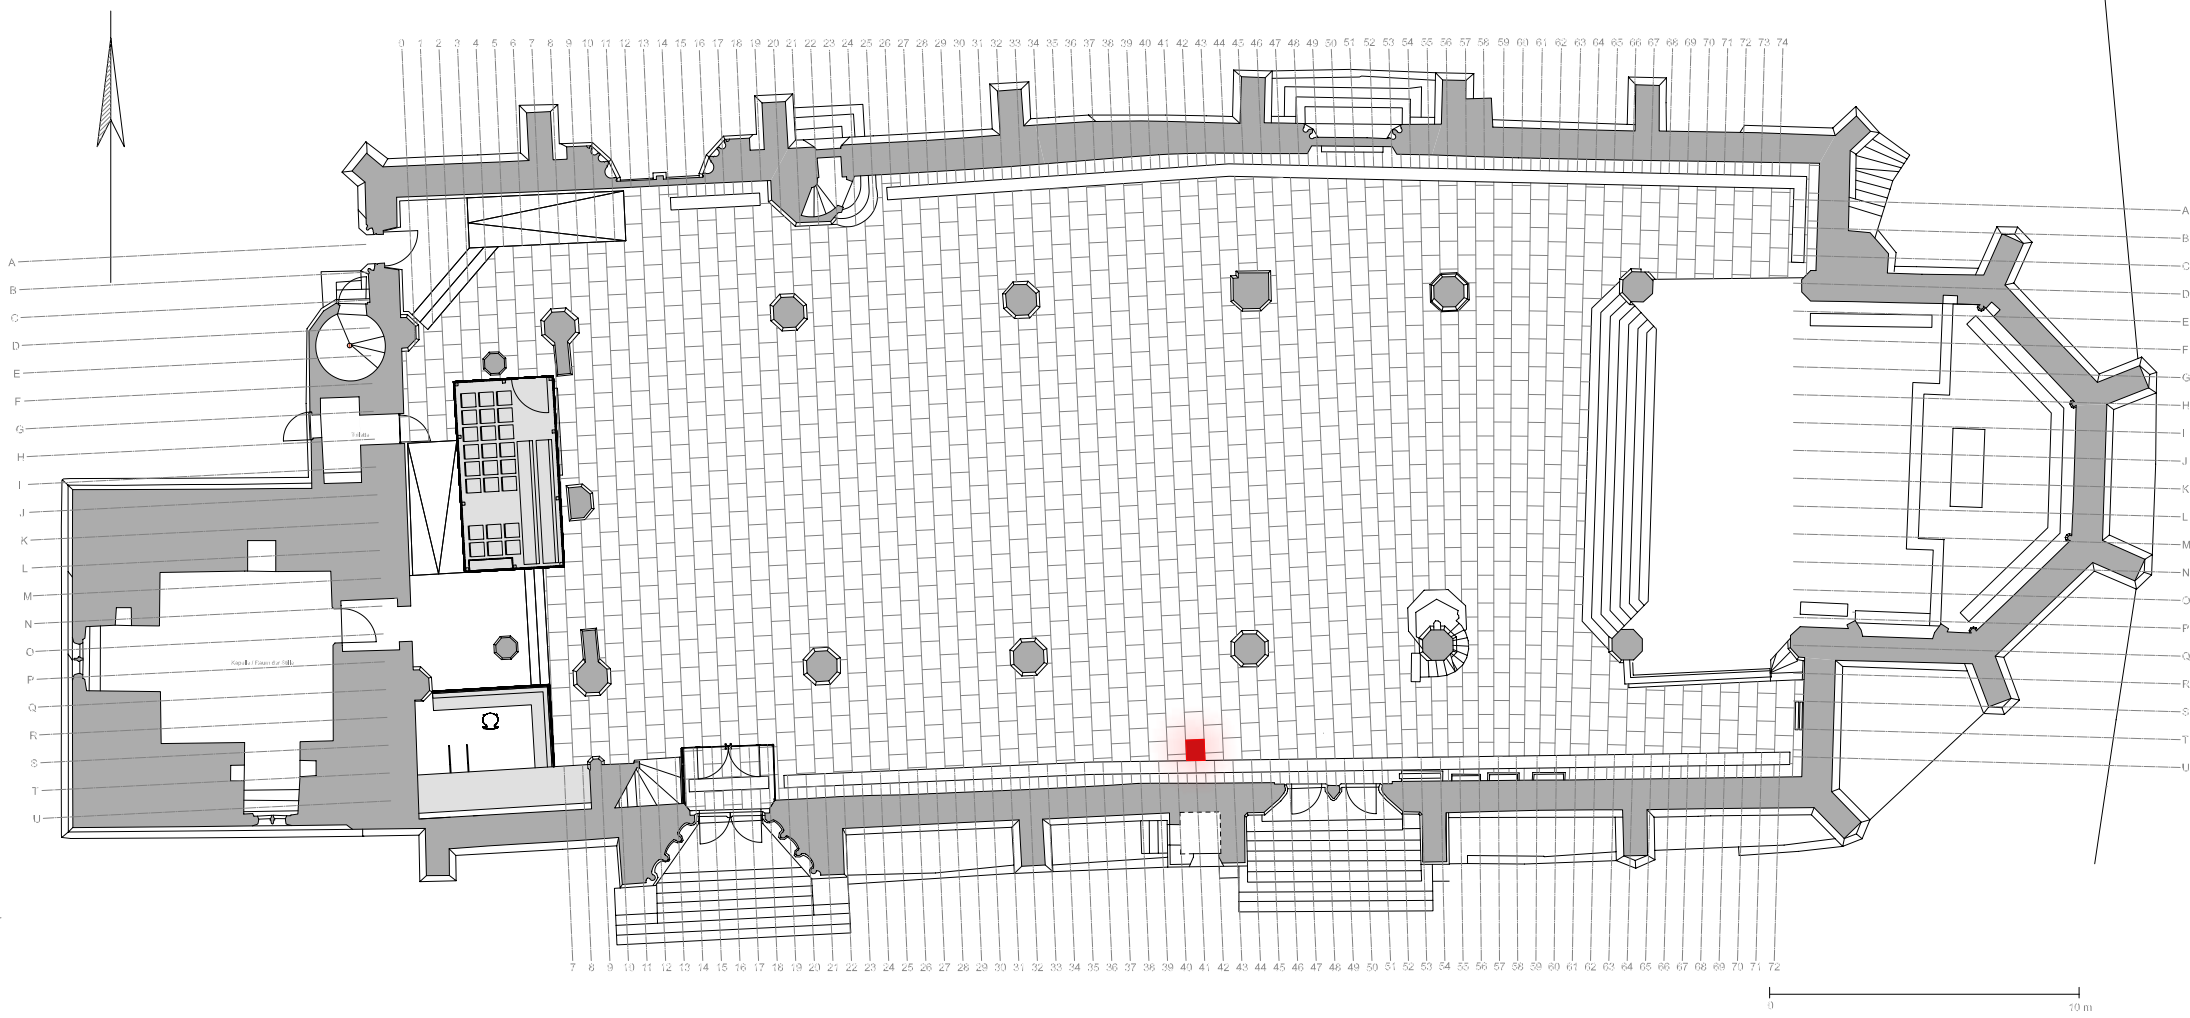 0 1 2 3 4 5 6 7 8 9 10 11 12 13 14 15 16 17 18 19 20 21 22 23 24 25 26 27 28 29 30 31 32 33 34 35 36 37 38 39 40 41 42 43 44 45 46 47 48 49 50 51 52 53 54 55 56 57 58 59 60 61 62 63 64 65 66 67 68 69 70 71 72 73 74
A A
B B
C C
D D
E E
F F
G G
H H
I I
J J
K K
L L
M M
N N
O O
P P
Q Q
R R
S S
T T
U U
7 8 9 10 11 12 13 14 15 16 17 18 19 20 21 22 23 24 25 26 27 28 29 30 31 32 33 34 35 36 37 38 39 40 41 42 43 44 45 46 47 48 49 50 51 52 53 54 55 56 57 58 59 60 61 62 63 64 65 66 67 68 69 70 71 72
0 10 m